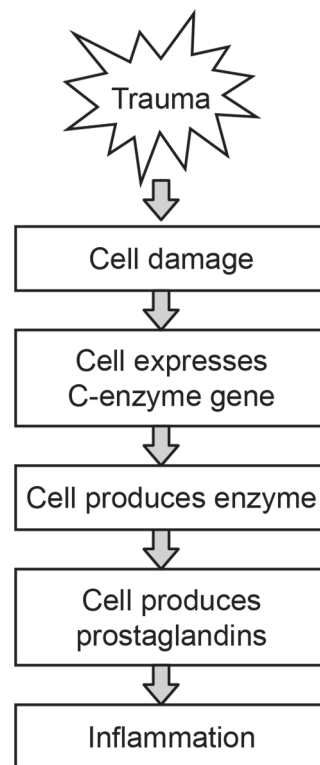 Trauma
Cell damage
Cell expresses
C-enzyme gene
Cell produces enzyme
Cell produces
prostaglandins
Inflammation